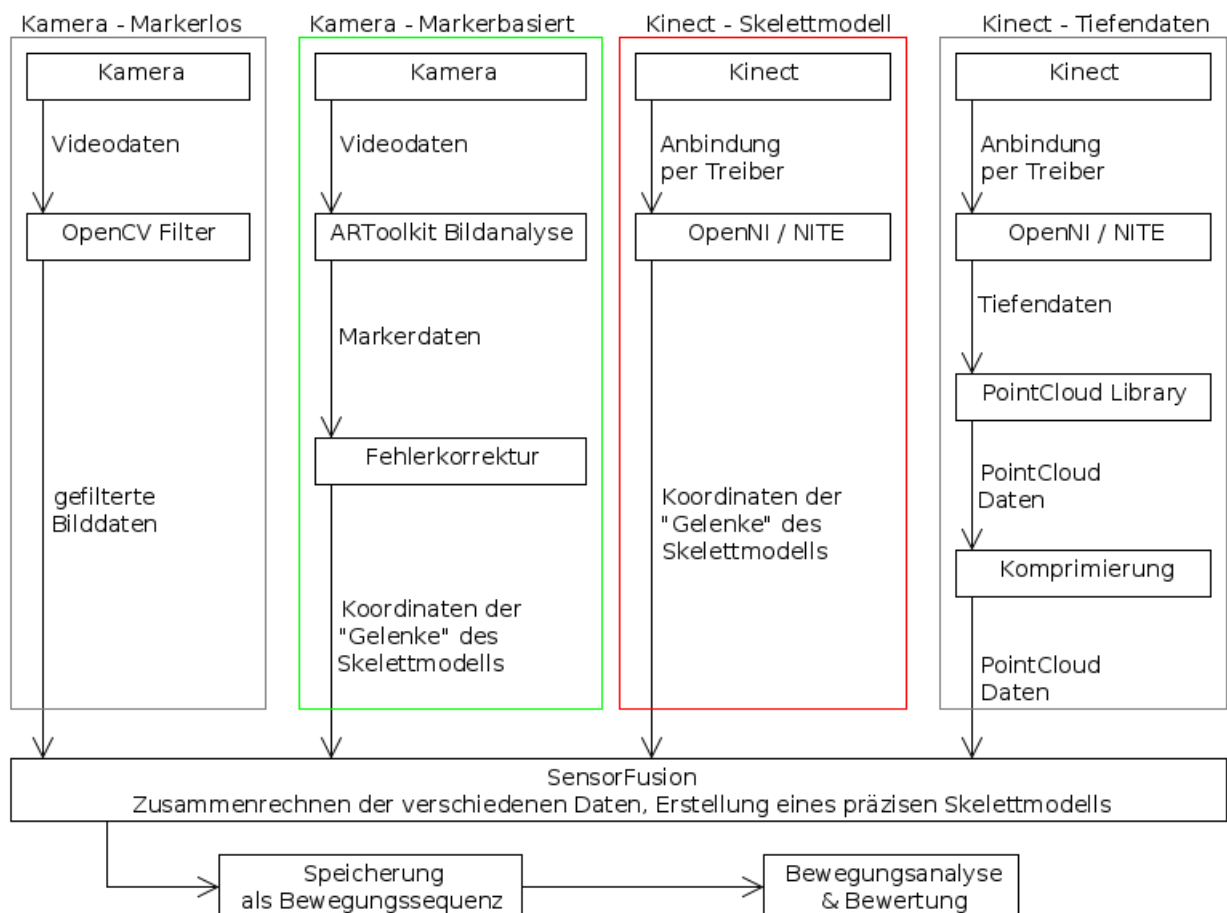 Kamera - Markerlos
Kamera
Videodaten
OpenCV Filter
gefilterte
Bilddaten
Kamera - Markerbasiert
Kamera
Videodaten
ARToolkit Bildanalyse
Markerdaten
Fehlerkorrektur
Koordinaten der
"Gelenke" des
Skelettmodells
Kinect - Skelettmodell
Kinect
Anbindung
per Treiber
OpenNI / NITE
Koordinaten der
"Gelenke" des
Skelettmodells
Kinect - Tiefendaten
Kinect
Anbindung
per Treiber
OpenNI / NITE
Tiefendaten
PointCloud Library
PointCloud
Daten
Komprimierung
PointCloud
Daten
SensorFusion
Zusammenrechnen der verschiedenen Daten, Erstellung eines präzisen Skelettmodells
Speicherung
als Bewegungssequenz
Bewegungsanalyse
& Bewertung